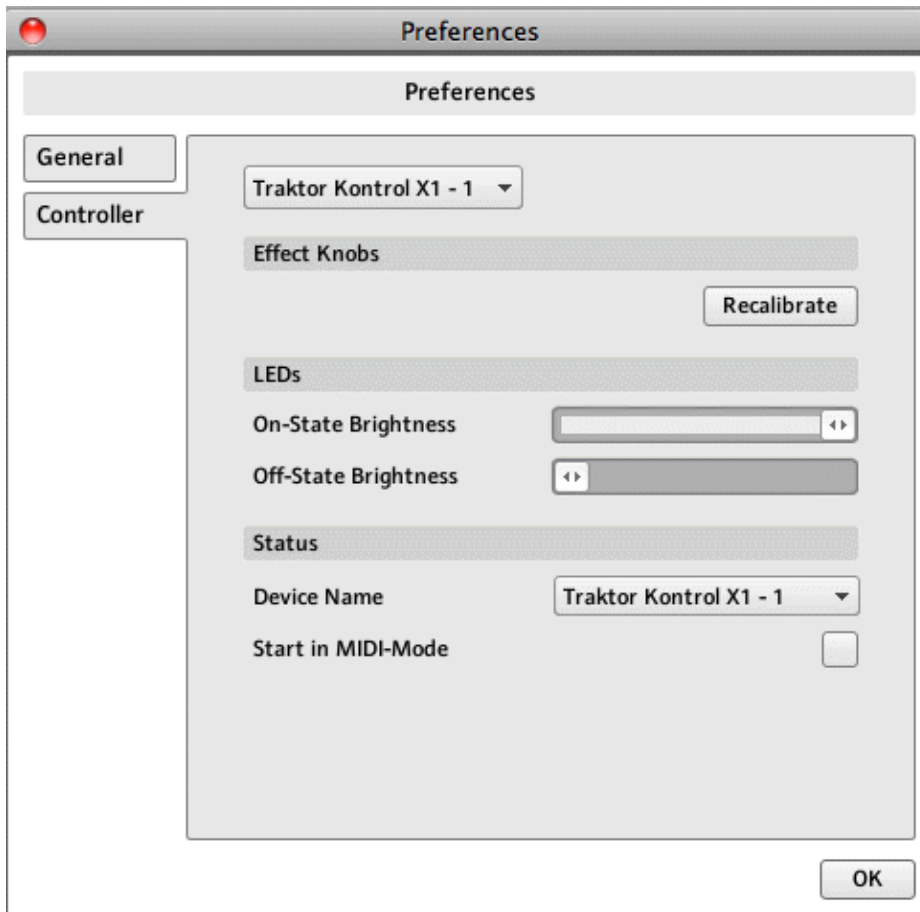 Preferences
Preferences
General
Controller
Traktor Kontrol X1 - 1
Effect Knobs
Recalibrate
LEDs
On-State Brightness
Off-State Brightness
Status
Device Name
Traktor Kontrol X1 - 1
Start in MIDI-Mode
OK